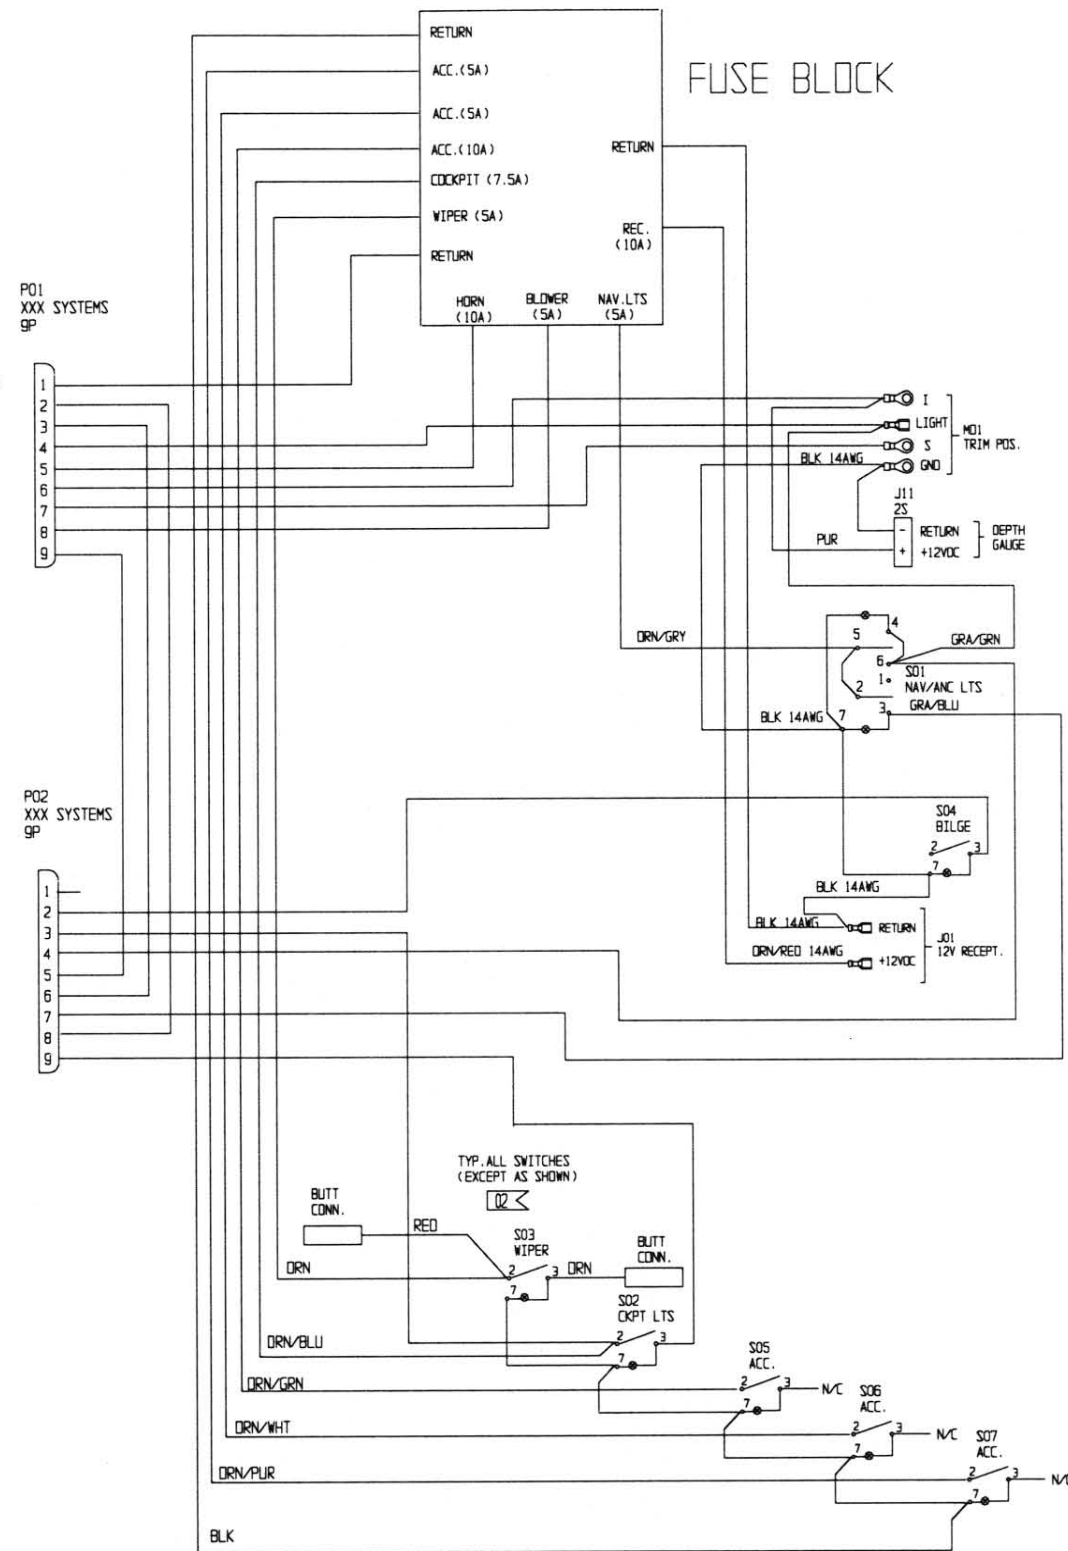 FUSE BLOCK
RETURN
ACC.(5A)
ACC.(5A)
ACC.(10A)
COCKPIT (7.5A)
WIPER (5A)
RETURN
RETURN
REC.
(10A)
HORN
(10A)
BLOWER
(5A)
NAV.LTS
(5A)
P01
XXX SYSTEMS
9P
1
2
3
4
5
6
7
8
9
I
LIGHT
S
GND
M01
TRIM POS.
BLK 14AWG
J11
2S
-
+
RETURN
+12VDC
DEPTH
GAUGE
PUR
ORN/GRY
4
5
6
1
2
3
7
GRA/GRN
S01
NAV/ANC LTS
GRA/BLU
BLK 14AWG
P02
XXX SYSTEMS
9P
1
2
3
4
5
6
7
8
9
S04
BILGE
2
3
7
BLK 14AWG
BLK 14AWG
RETURN
ORN/RED 14AWG
+12VDC
J01
12V RECEPT.
TYP.ALL SWITCHES
(EXCEPT AS SHOWN)
02
BUTT
CONN.
RED
S03
WIPER
2
3
7
ORN
ORN
BUTT
CONN.
S02
CKPT LTS
2
3
7
ORN/BLU
S05
ACC.
2
3
7
N/C
ORN/GRN
S06
ACC.
2
3
7
N/C
ORN/WHT
S07
ACC.
2
3
7
N/C
ORN/PUR
BLK